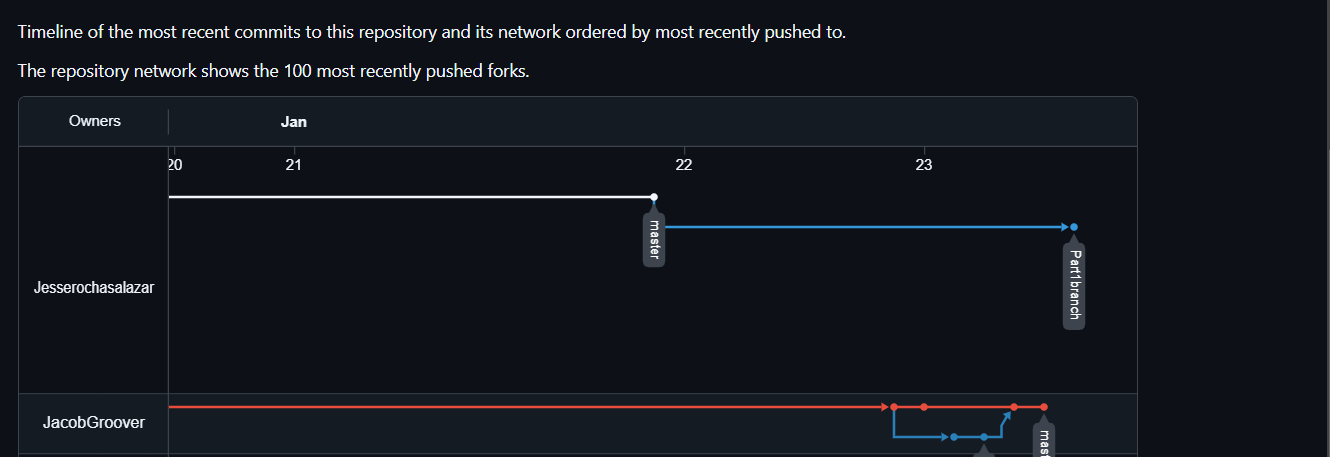 Timeline of the most recent commits to this repository and its network ordered by most recently pushed to.
The repository network shows the 100 most recently pushed forks.
Owners
Jan
20
21
22
23
master
Part1branch
Jesserochasalazar
JacobGroover
mast